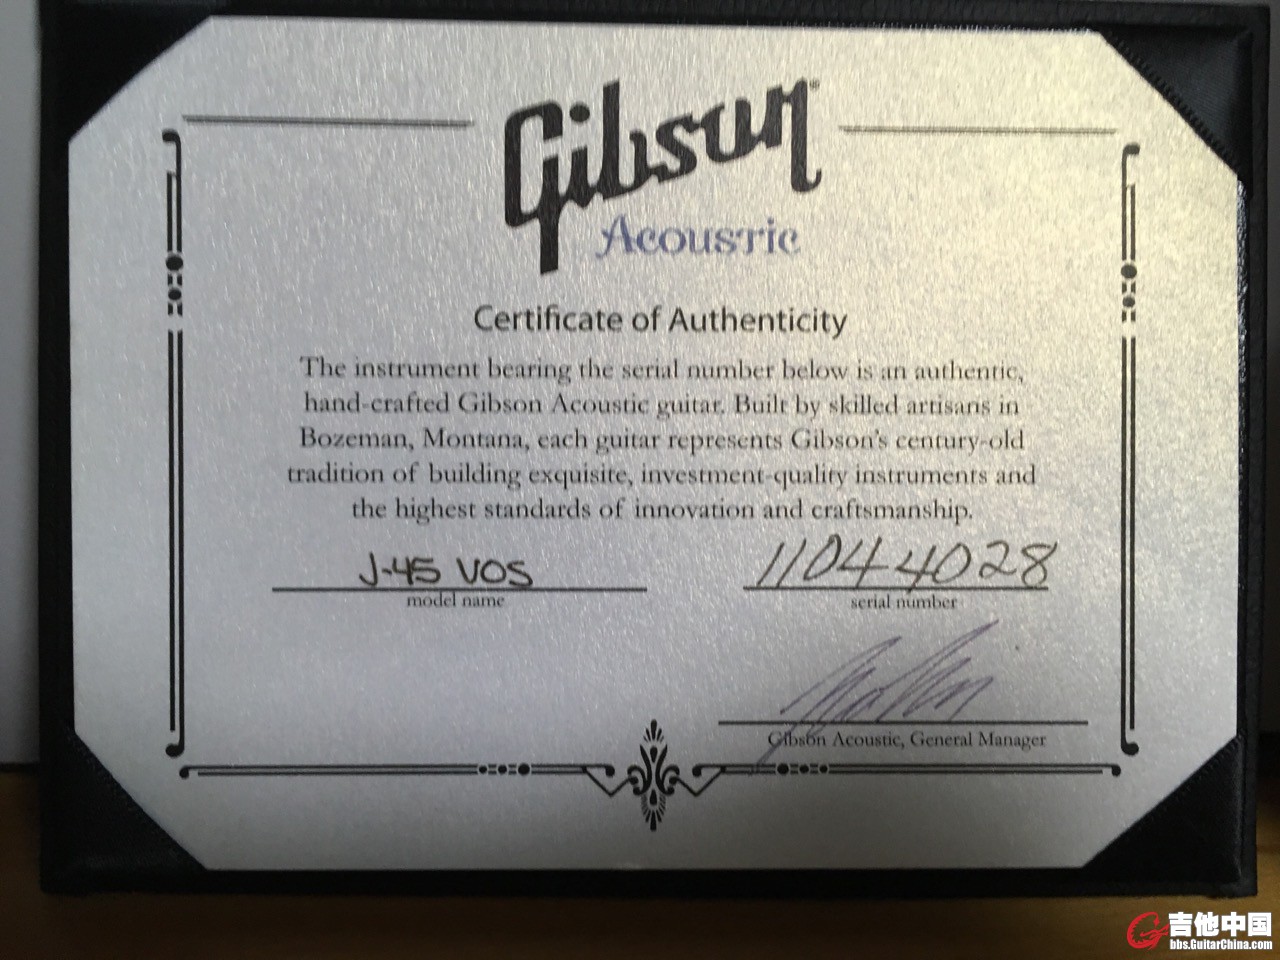 Gibson
Acoustic
Certificate of Authenticity
The instrument bearing the serial number below is an authentic,
hand-crafted Gibson Acoustic guitar. Built by skilled artisans in
Bozeman, Montana, each guitar represents Gibson's century-old
tradition of building exquisite, investment-quality instruments and
the highest standards of innovation and craftsmanship.
J-45 VOS 11044028
model name serial number
Gibson Acoustic, General Manager
吉他中国
bbs.GuitarChina.com